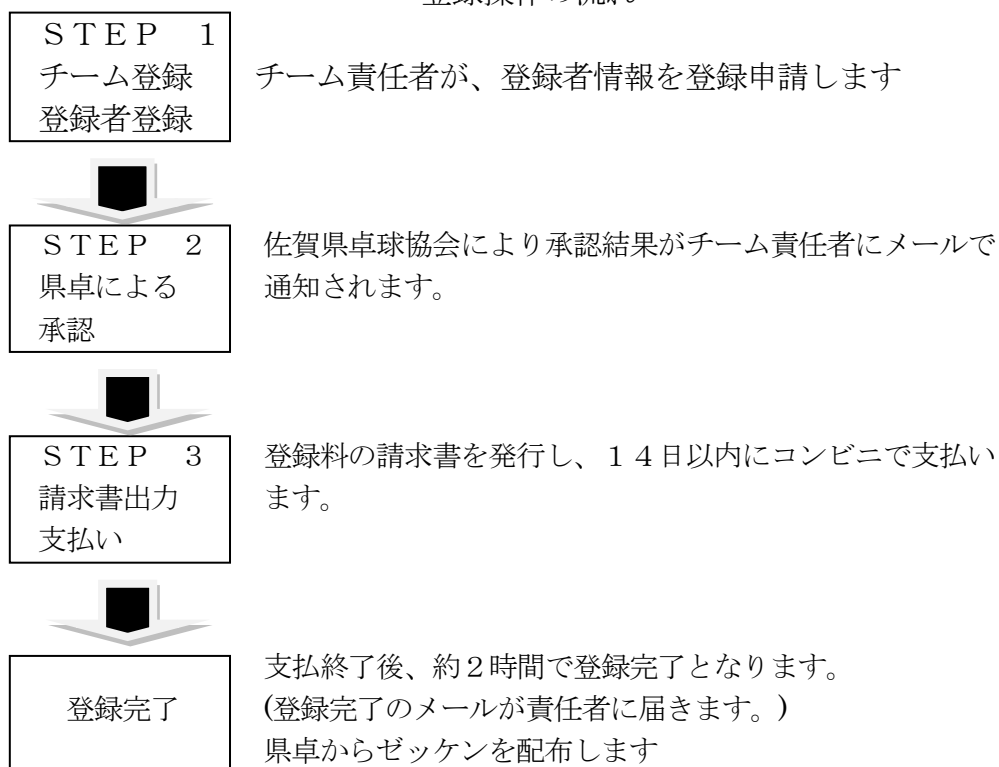 ＳＴＥＰ　１
チーム登録
登録者登録
チーム責任者が、登録者情報を登録申請します
ＳＴＥＰ　２
県卓による
承認
佐賀県卓球協会により承認結果がチーム責任者にメールで
通知されます。
ＳＴＥＰ　３
請求書出力
支払い
登録料の請求書を発行し、１４日以内にコンビニで支払い
ます。
登録完了
支払終了後、約２時間で登録完了となります。
(登録完了のメールが責任者に届きます。)
県卓からゼッケンを配布します